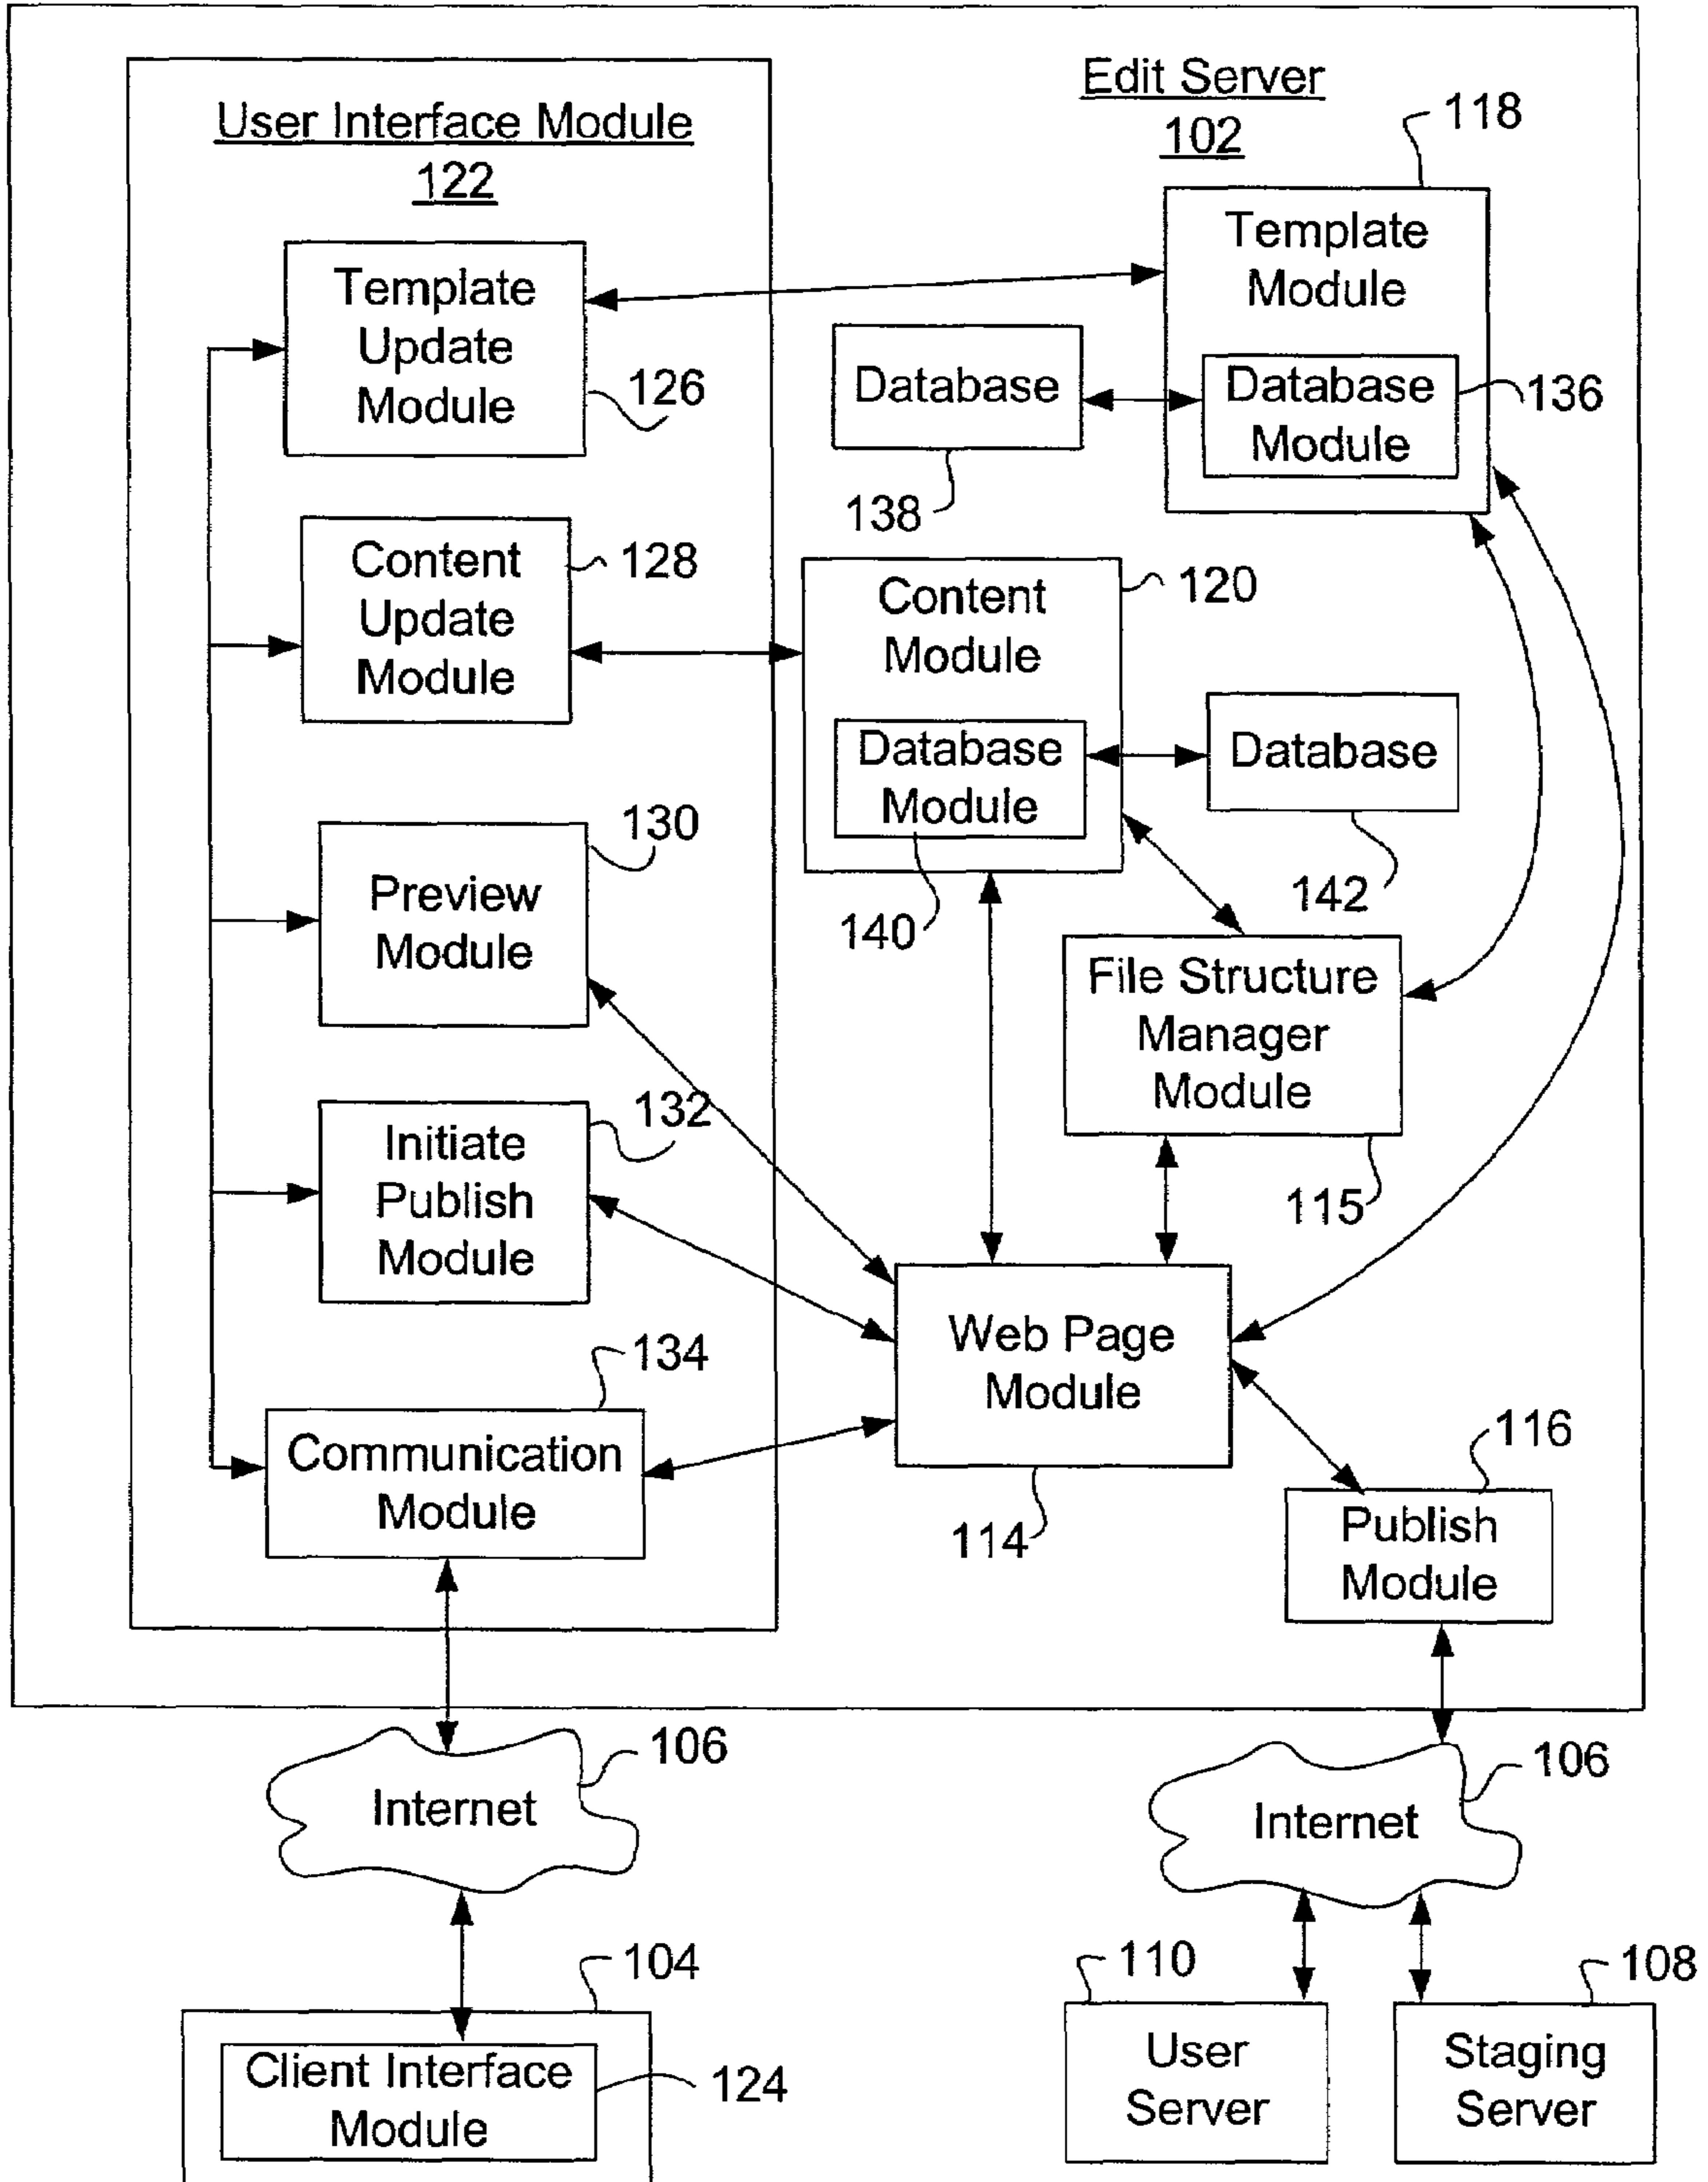 Edit Server
102
User Interface Module
122
118
Template
Module
Template
Update
Module
126
Database
138
Database
Module
136
Content
Update
Module
128
Content
Module
120
Database
Module
140
Database
142
130
Preview
Module
File Structure
Manager
Module
115
132
Initiate
Publish
Module
Web Page
Module
114
134
Communication
Module
116
Publish
Module
106
Internet
106
Internet
104
Client Interface
Module
124
110
User
Server
108
Staging
Server